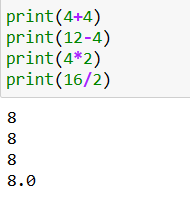 print(4+4)
print(12-4)
print(4*2)
print(16/2)
8
8
8
8.0